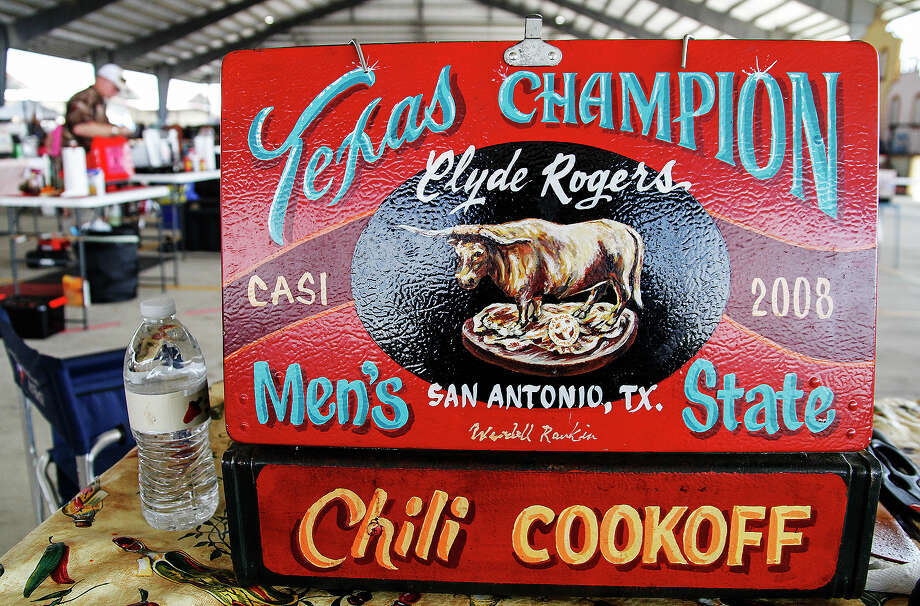 Texas CHAMPION
Clyde Rogers
CASI 2008
Men's SAN ANTONIO, TX. State
Wendell Rankin
Chili COOKOFF